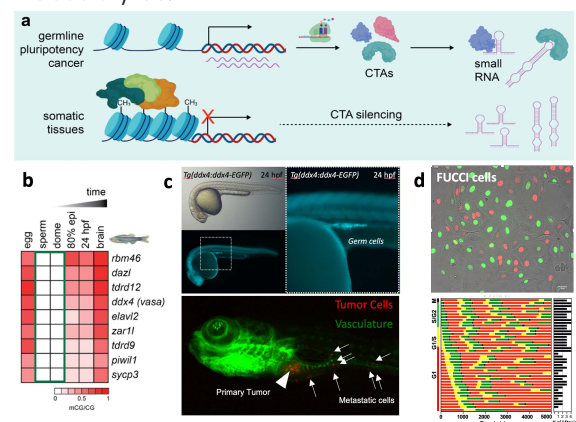 a
germline
pluripotency
cancer
CTAs
small
RNA
CH₃
CH₃
CH₃
somatic
tissues
CTA silencing
b
time
egg
sperm
dome
80% epi
24 hpf
brain
rbm46
dazl
tdrd12
ddx4 (vasa)
elavl2
zar1l
tdrd9
piwil1
sycp3
0
1
mCG/CG
c
Tg(ddx4:ddx4-EGFP)
24 hpf
Tg(ddx4:ddx4-EGFP)
24 hpf
Germ cells
Tumor Cells
Vasculature
Primary Tumor
Metastatic cells
d
FUCCI cells
M
S/G2
G1/S
G1
0
1000
2000
3000
4000
5000